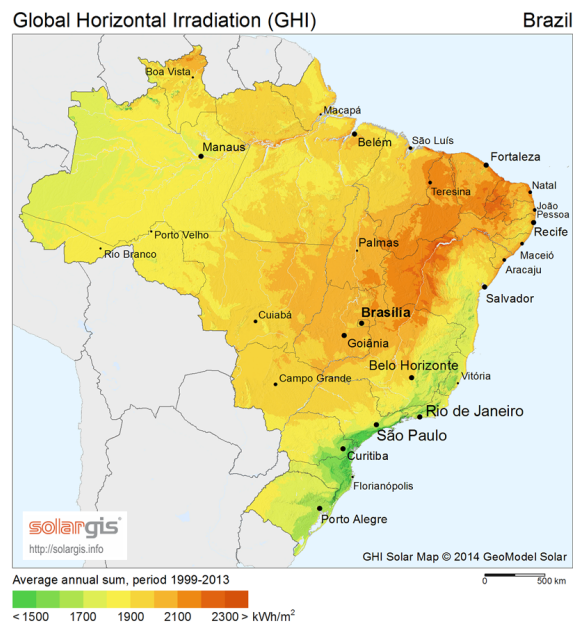 Global Horizontal Irradiation (GHI) Brazil
Boa Vista
Macapá
Belém
São Luís
Manaus
Fortaleza
Teresina
Natal
João
Pessoa
Recife
Porto Velho
Palmas
Rio Branco
Maceió
Aracaju
Salvador
Cuiabá
Brasília
Goiânia
Belo Horizonte
Campo Grande
Vitória
Rio de Janeiro
São Paulo
Curitiba
Florianópolis
Porto Alegre
solargis
http://solargis.info
GHI Solar Map © 2014 GeoModel Solar
Average annual sum, period 1999-2013
0 500 km
< 1500 1700 1900 2100 2300 > kWh/m²